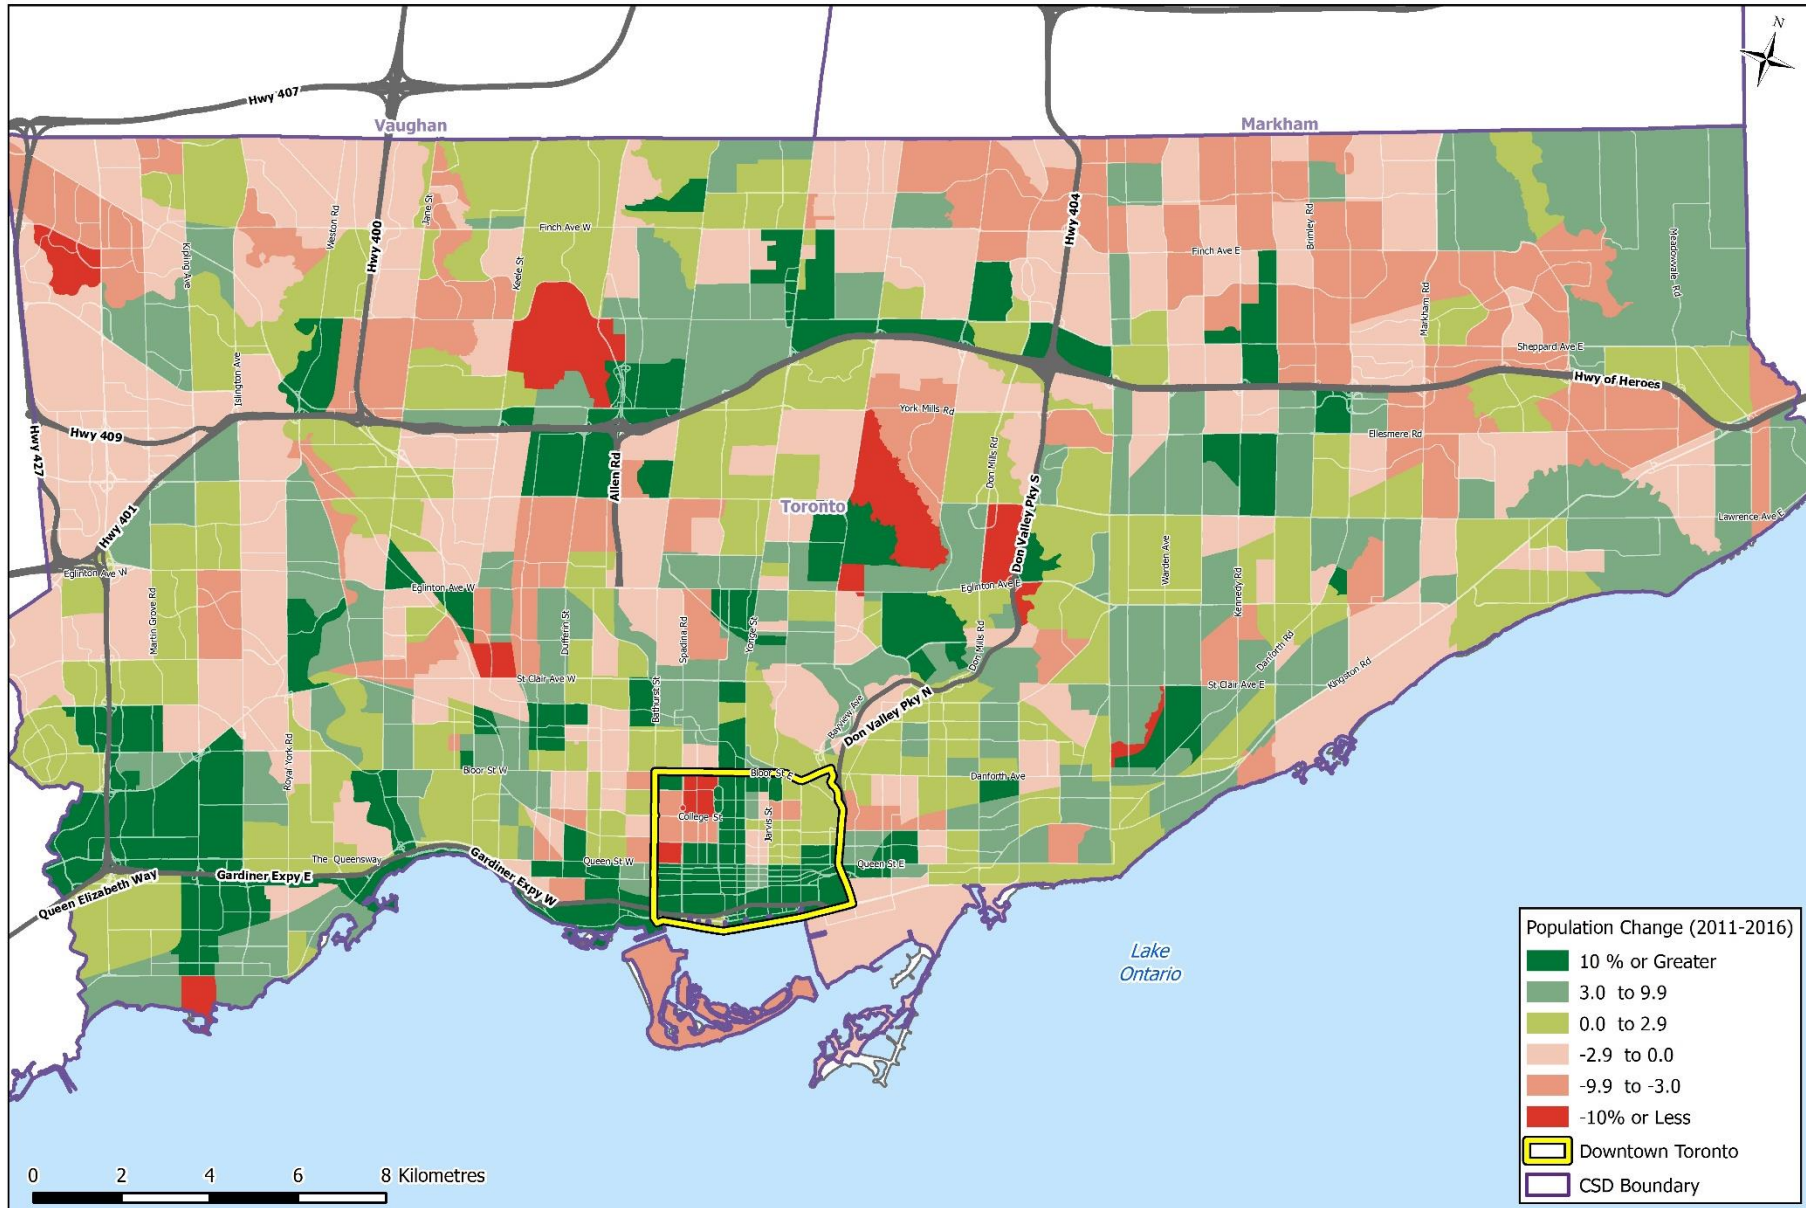 N
Hwy 407
Vaughan
Markham
Jane St
Weston Rd
Hwy 400
Finch Ave W
Hwy 404
Brimley Rd
Finch Ave E
Meadowvale Rd
Kipling Ave
Keele St
Markham Rd
Sheppard Ave E
Islington Ave
Hwy of Heroes
York Mills Rd
Hwy 409
Hwy 427
Ellesmere Rd
Allen Rd
Don Mills Rd
Toronto
Don Valley Pky S
Hwy 401
Lawrence Ave E
Warden Ave
Eglinton Ave W
Eglinton Ave W
Eglinton Ave E
Martin Grove Rd
Kennedy Rd
Dufferin St
Spadina Rd
Yonge St
Don Mills Rd
Danforth Rd
Kingston Rd
St Clair Ave W
St Clair Ave E
Bathurst St
Bayview Ave
Don Valley Pky N
Royal York Rd
Bloor St W
Bloor St E
Danforth Ave
College St
Jarvis St
The Queensway
Queen St W
Queen St E
Gardiner Expy E
Gardiner Expy W
Queen Elizabeth Way
Lake
Ontario
Population Change (2011-2016)
10 % or Greater
3.0 to 9.9
0.0 to 2.9
-2.9 to 0.0
-9.9 to -3.0
-10% or Less
Downtown Toronto
CSD Boundary
0 2 4 6 8 Kilometres